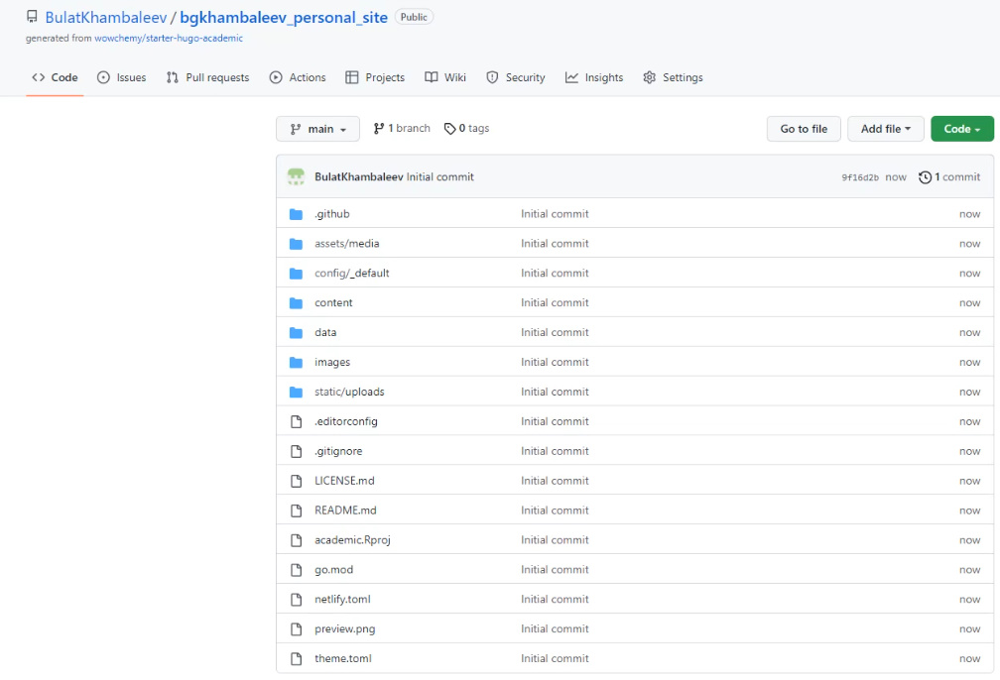 BulatKhambaleev / bgkhambaleev_personal_site Public
generated from wowchemy/starter-hugo-academic
<> Code Issues Pull requests Actions Projects Wiki Security Insights Settings
main 1 branch 0 tags Go to file Add file Code
BulatKhambaleev Initial commit 9f16d2b now 1 commit
.github Initial commit now
assets/media Initial commit now
config/_default Initial commit now
content Initial commit now
data Initial commit now
images Initial commit now
static/uploads Initial commit now
.editorconfig Initial commit now
.gitignore Initial commit now
LICENSE.md Initial commit now
README.md Initial commit now
academic.Rproj Initial commit now
go.mod Initial commit now
netlify.toml Initial commit now
preview.png Initial commit now
theme.toml Initial commit now